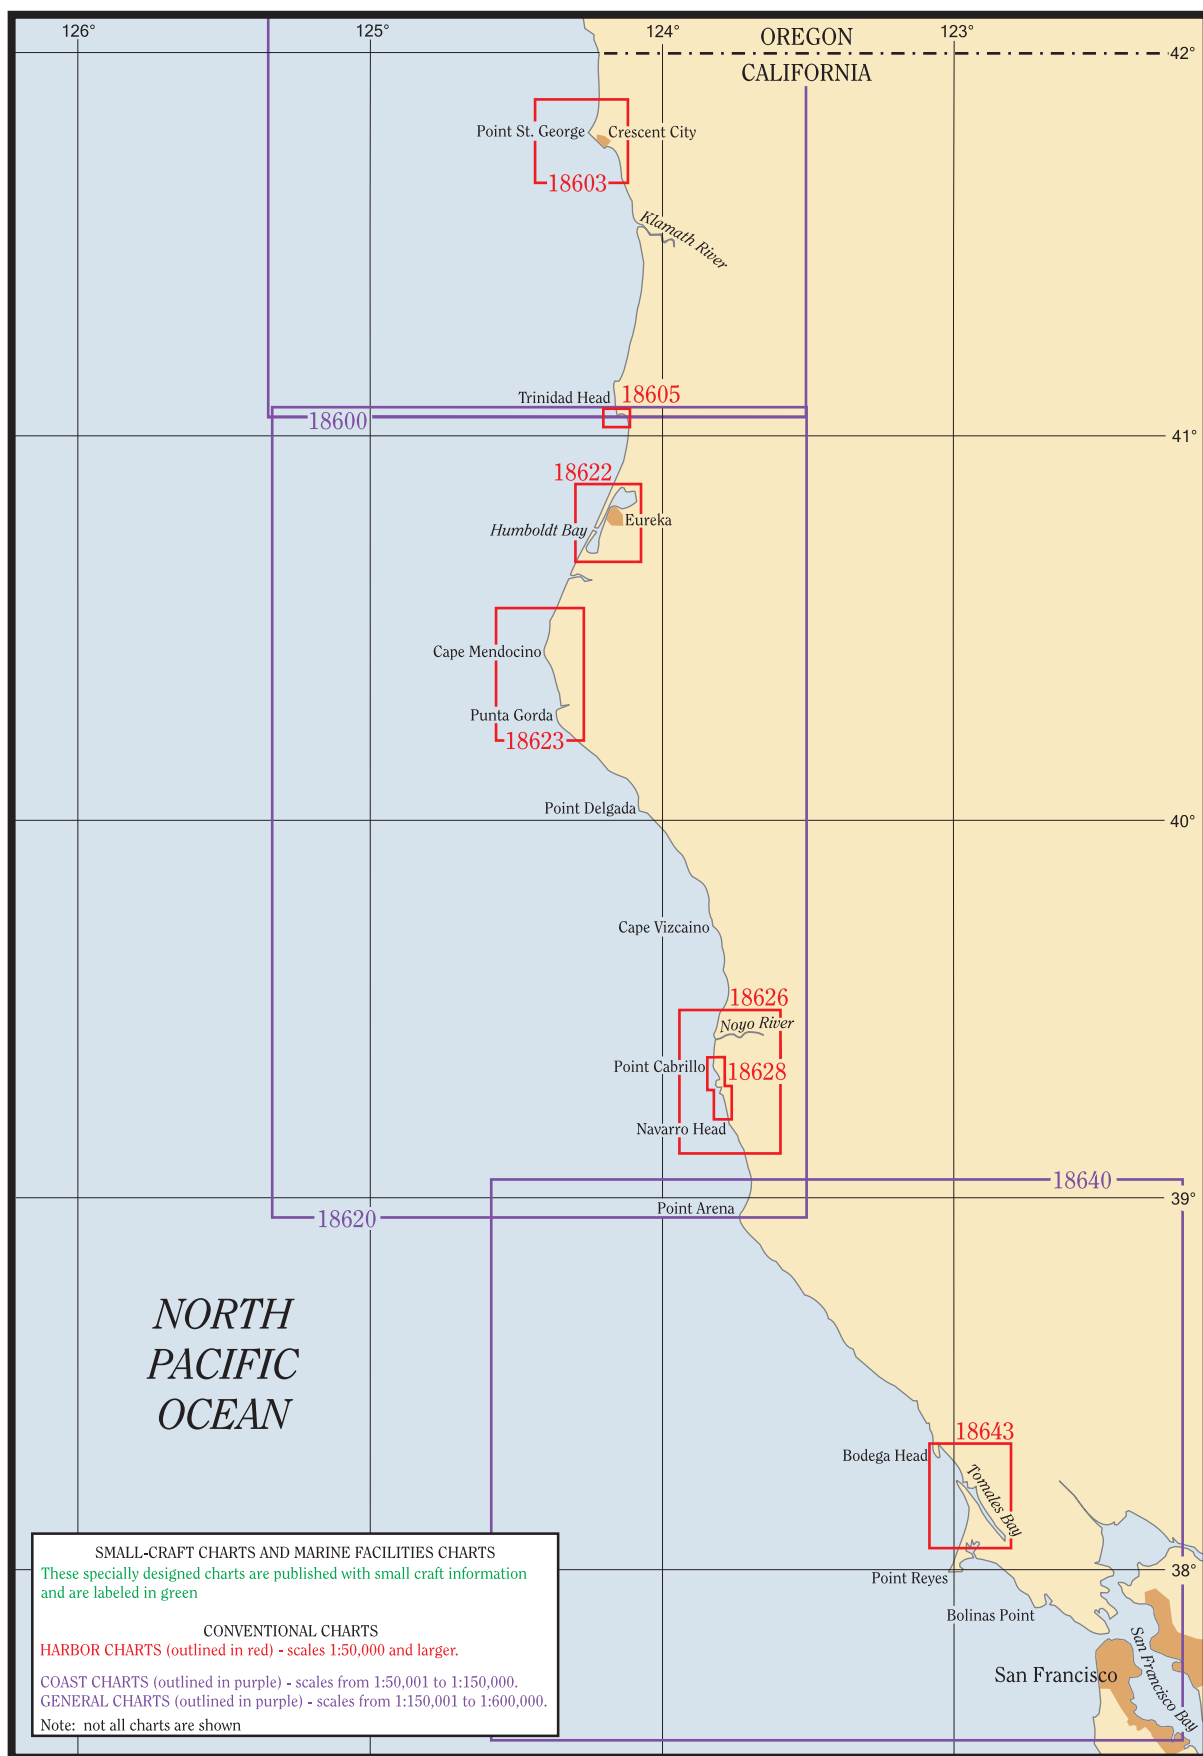 126°
125°
124°
123°
OREGON
42°
CALIFORNIA
Point St. George
Crescent City
18603
Klamath River
Trinidad Head
18605
18600
41°
18622
Eureka
Humboldt Bay
Cape Mendocino
Punta Gorda
18623
Point Delgada
40°
Cape Vizcaino
18626
Noyo River
Point Cabrillo
18628
Navarro Head
18640
39°
Point Arena
18620
NORTH
PACIFIC
OCEAN
18643
Bodega Head
Tomales Bay
38°
Point Reyes
Bolinas Point
San Francisco
San Francisco Bay
SMALL-CRAFT CHARTS AND MARINE FACILITIES CHARTS
These specially designed charts are published with small craft information
and are labeled in green
CONVENTIONAL CHARTS
HARBOR CHARTS (outlined in red) - scales 1:50,000 and larger.
COAST CHARTS (outlined in purple) - scales from 1:50,001 to 1:150,000.
GENERAL CHARTS (outlined in purple) - scales from 1:150,001 to 1:600,000.
Note: not all charts are shown